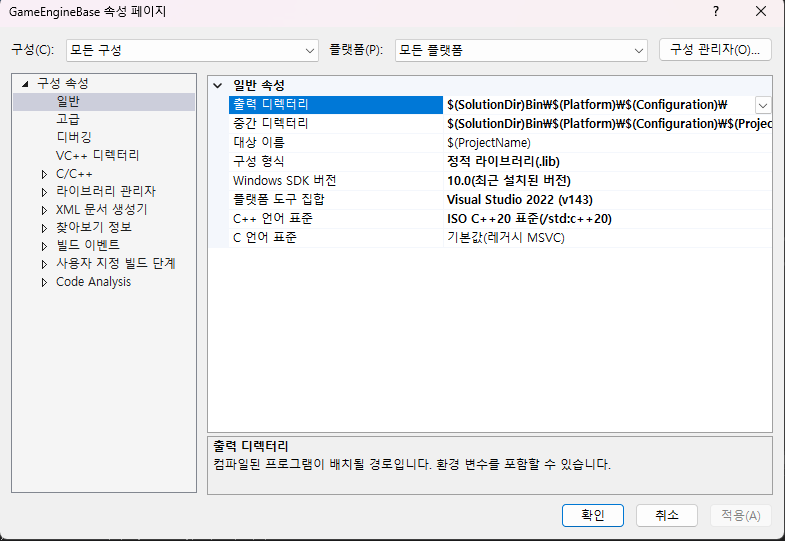 GameEngineBase 속성 페이지
? ×
구성(C): 모든 구성 플랫폼(P): 모든 플랫폼 구성 관리자(O)...
구성 속성
일반
고급
디버깅
VC++ 디렉터리
C/C++
라이브러리 관리자
XML 문서 생성기
찾아보기 정보
빌드 이벤트
사용자 지정 빌드 단계
Code Analysis
일반 속성
출력 디렉터리 $(SolutionDir)Bin₩$(Platform)₩$(Configuration)₩
중간 디렉터리 $(SolutionDir)Bin₩$(Platform)₩$(Configuration)₩$(Projec
대상 이름 $(ProjectName)
구성 형식 정적 라이브러리(.lib)
Windows SDK 버전 10.0(최근 설치된 버전)
플랫폼 도구 집합 Visual Studio 2022 (v143)
C++ 언어 표준 ISO C++20 표준(/std:c++20)
C 언어 표준 기본값(레거시 MSVC)
출력 디렉터리
컴파일된 프로그램이 배치될 경로입니다. 환경 변수를 포함할 수 있습니다.
확인 취소 적용(A)